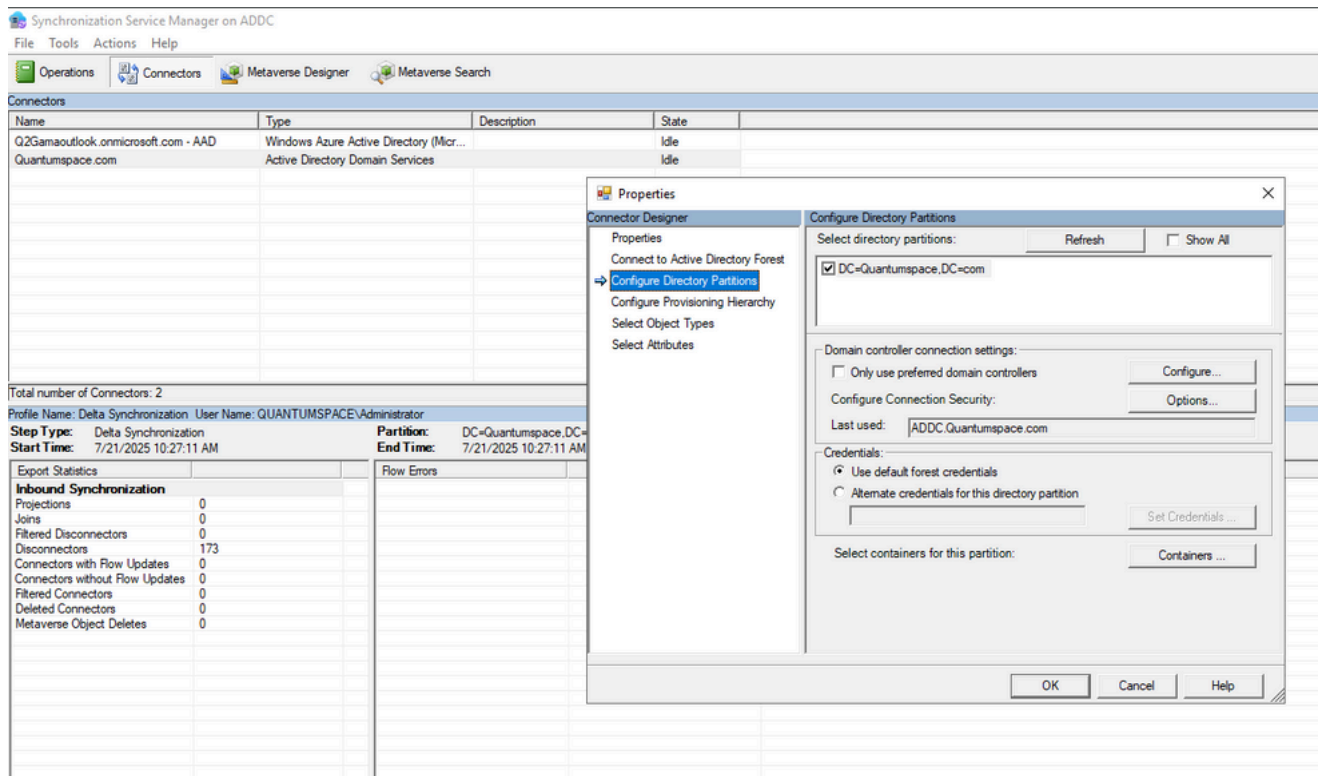 Synchronization Service Manager on ADDC
File Tools Actions Help
Operations Connectors Metaverse Designer Metaverse Search
Connectors
Name Type Description State
Q2Gamaoutlook.onmicrosoft.com - AAD Windows Azure Active Directory (Micr... Idle
Quantumspace.com Active Directory Domain Services Idle
Total number of Connectors: 2
Profile Name: Delta Synchronization User Name: QUANTUMSPACE\Administrator
Step Type: Delta Synchronization Partition: DC=Quantumspace,DC=
Start Time: 7/21/2025 10:27:11 AM End Time: 7/21/2025 10:27:11 AM
Export Statistics Flow Errors
Inbound Synchronization
Projections 0
Joins 0
Filtered Disconnectors 0
Disconnectors 173
Connectors with Flow Updates 0
Connectors without Flow Updates 0
Filtered Connectors 0
Deleted Connectors 0
Metaverse Object Deletes 0
Properties
Connector Designer
Properties
Connect to Active Directory Forest
Configure Directory Partitions
Configure Provisioning Hierarchy
Select Object Types
Select Attributes
Configure Directory Partitions
Select directory partitions: Refresh Show All
DC=Quantumspace,DC=com
Domain controller connection settings:
Only use preferred domain controllers Configure...
Configure Connection Security: Options...
Last used: ADDC.Quantumspace.com
Credentials:
Use default forest credentials
Alternate credentials for this directory partition
Set Credentials ...
Select containers for this partition: Containers ...
OK Cancel Help